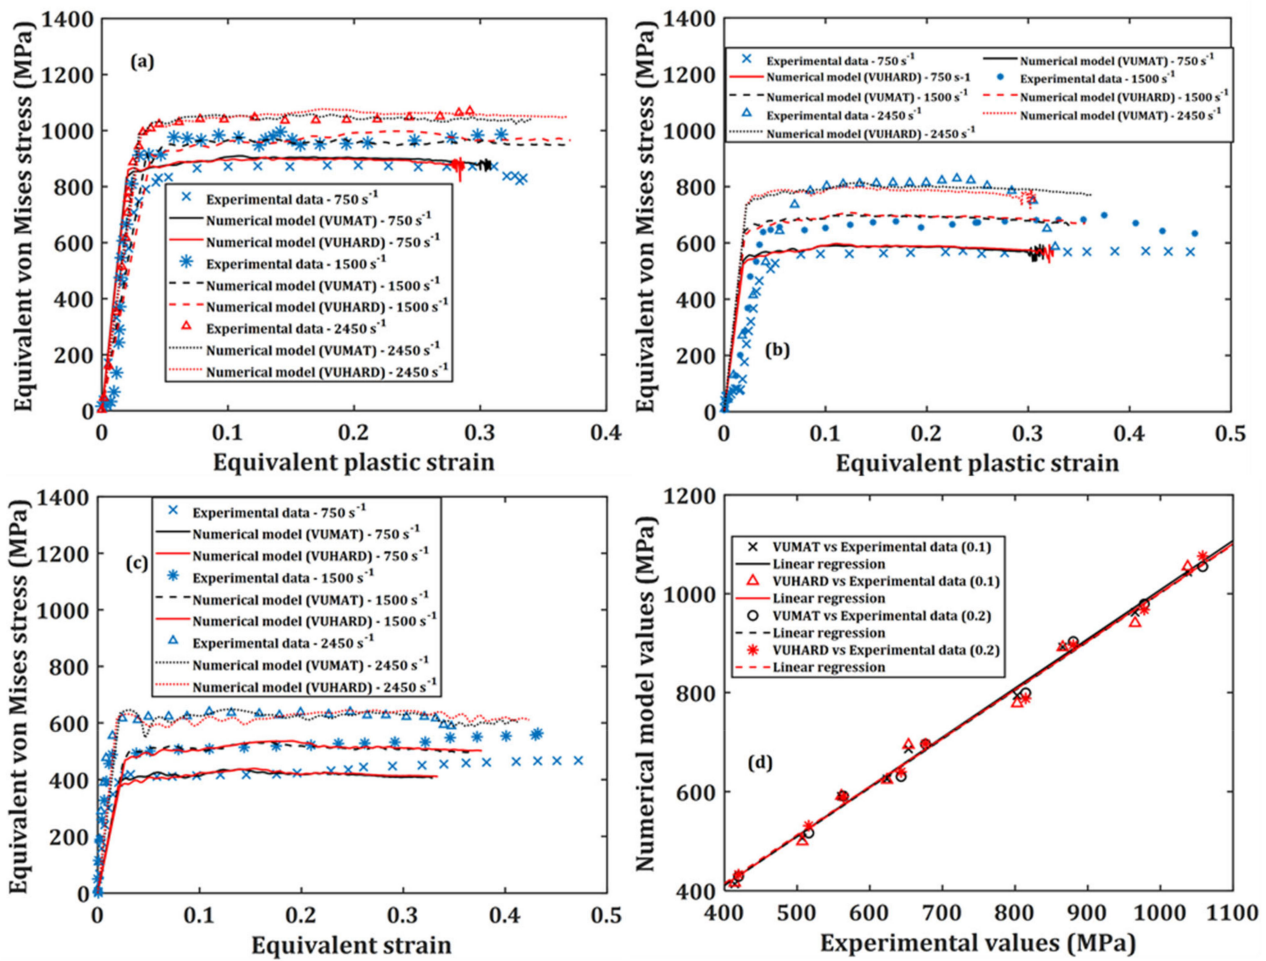 Equivalent von Mises stress (MPa)
1400
1200
1000
800
600
400
200
0
(a)
Experimental data - 750 s⁻¹
Numerical model (VUMAT) - 750 s⁻¹
Numerical model (VUHARD) - 750 s⁻¹
Experimental data - 1500 s⁻¹
Numerical model (VUMAT) - 1500 s⁻¹
Numerical model (VUHARD) - 1500 s⁻¹
Experimental data - 2450 s⁻¹
Numerical model (VUMAT) - 2450 s⁻¹
Numerical model (VUHARD) - 2450 s⁻¹
0 0.1 0.2 0.3 0.4
Equivalent plastic strain
Equivalent von Mises stress (MPa)
1400
1200
1000
800
600
400
200
0
Experimental data - 750 s⁻¹ Numerical model (VUMAT) - 750 s⁻¹
Numerical model (VUHARD) - 750 s-1 Experimental data - 1500 s⁻¹
Numerical model (VUMAT) - 1500 s⁻¹ Numerical model (VUHARD) - 1500 s⁻¹
Experimental data - 2450 s⁻¹ Numerical model (VUMAT) - 2450 s⁻¹
Numerical model (VUHARD) - 2450 s⁻¹
(b)
0 0.1 0.2 0.3 0.4 0.5
Equivalent plastic strain
Equivalent von Mises stress (MPa)
1400
1200
1000
800
600
400
200
0
(c)
Experimental data - 750 s⁻¹
Numerical model (VUMAT) - 750 s⁻¹
Numerical model (VUHARD) - 750 s⁻¹
Experimental data - 1500 s⁻¹
Numerical model (VUMAT) - 1500 s⁻¹
Numerical model (VUHARD) - 1500 s⁻¹
Experimental data - 2450 s⁻¹
Numerical model (VUMAT) - 2450 s⁻¹
Numerical model (VUHARD) - 2450 s⁻¹
0 0.1 0.2 0.3 0.4 0.5
Equivalent strain
Numerical model values (MPa)
1200
1000
800
600
400
VUMAT vs Experimental data (0.1)
Linear regression
VUHARD vs Experimental data (0.1)
Linear regression
VUMAT vs Experimental data (0.2)
Linear regression
VUHARD vs Experimental data (0.2)
Linear regression
(d)
400 500 600 700 800 900 1000 1100
Experimental values (MPa)